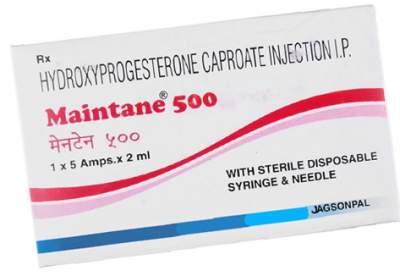 Rx
HYDROXYPROGESTERONE CAPROATE INJECTION I.P.
Maintane® 500
मेनटेन ५००
1 x 5 Amps. x 2 ml
WITH STERILE DISPOSABLE
SYRINGE & NEEDLE
JAGSONPAL